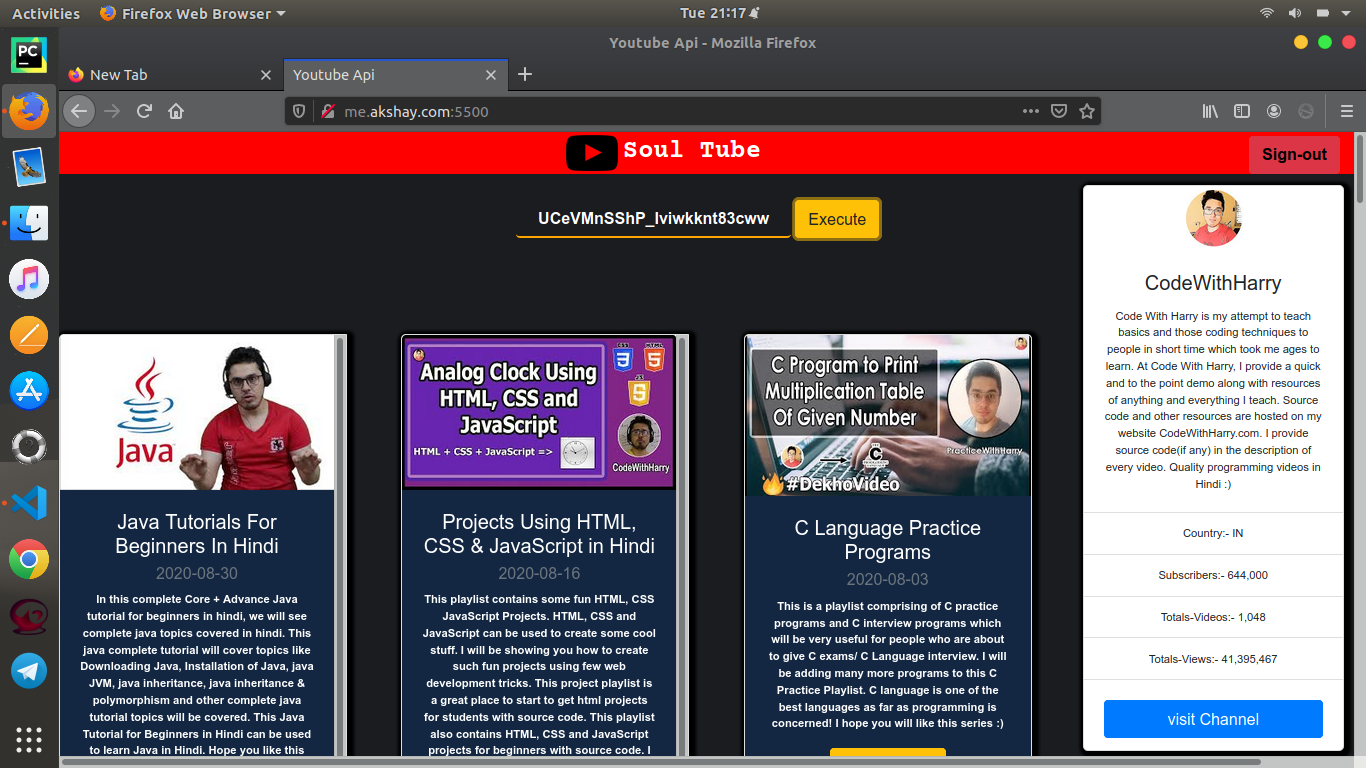 Activities
Firefox Web Browser
Tue 21:17
Youtube Api - Mozilla Firefox
PC
New Tab
Youtube Api
me.akshay.com:5500
Soul Tube
Sign-out
UCeVMnSShP_Iviwkknt83cww
Execute
CodeWithHarry
Code With Harry is my attempt to teach
basics and those coding techniques to
people in short time which took me ages to
learn. At Code With Harry, I provide a quick
and to the point demo along with resources
of anything and everything I teach. Source
code and other resources are hosted on my
website CodeWithHarry.com. I provide
source code(if any) in the description of
every video. Quality programming videos in
Hindi :)
Country:- IN
Subscribers:- 644,000
Totals-Videos:- 1,048
Totals-Views:- 41,395,467
visit Channel
Java
Java Tutorials For
Beginners In Hindi
2020-08-30
In this complete Core + Advance Java
tutorial for beginners in hindi, we will see
complete java topics covered in hindi. This
java complete tutorial will cover topics like
Downloading Java, Installation of Java, java
JVM, java inheritance, java inheritance &
polymorphism and other complete java
tutorial topics will be covered. This Java
Tutorial for Beginners in Hindi can be used
to learn Java in Hindi. Hope you like this
CSS
HTML
JS
Analog Clock Using
HTML, CSS and
JavaScript
HTML + CSS + JavaScript =>
CodeWithHarry
Projects Using HTML,
CSS & JavaScript in Hindi
2020-08-16
This playlist contains some fun HTML, CSS
JavaScript Projects. HTML, CSS and
JavaScript can be used to create some cool
stuff. I will be showing you how to create
such fun projects using few web
development tricks. This project playlist is
a great place to start to get html projects
for students with source code. This playlist
also contains HTML, CSS and JavaScript
projects for beginners with source code. I
C Program to Print
Multiplication Table
Of Given Number
PracticeWithHarry
THE
C
#DekhoVideo
C Language Practice
Programs
2020-08-03
This is a playlist comprising of C practice
programs and C interview programs which
will be very useful for people who are about
to give C exams/ C Language interview. I will
be adding many more programs to this C
Practice Playlist. C language is one of the
best languages as far as programming is
concerned! I hope you will like this series :)